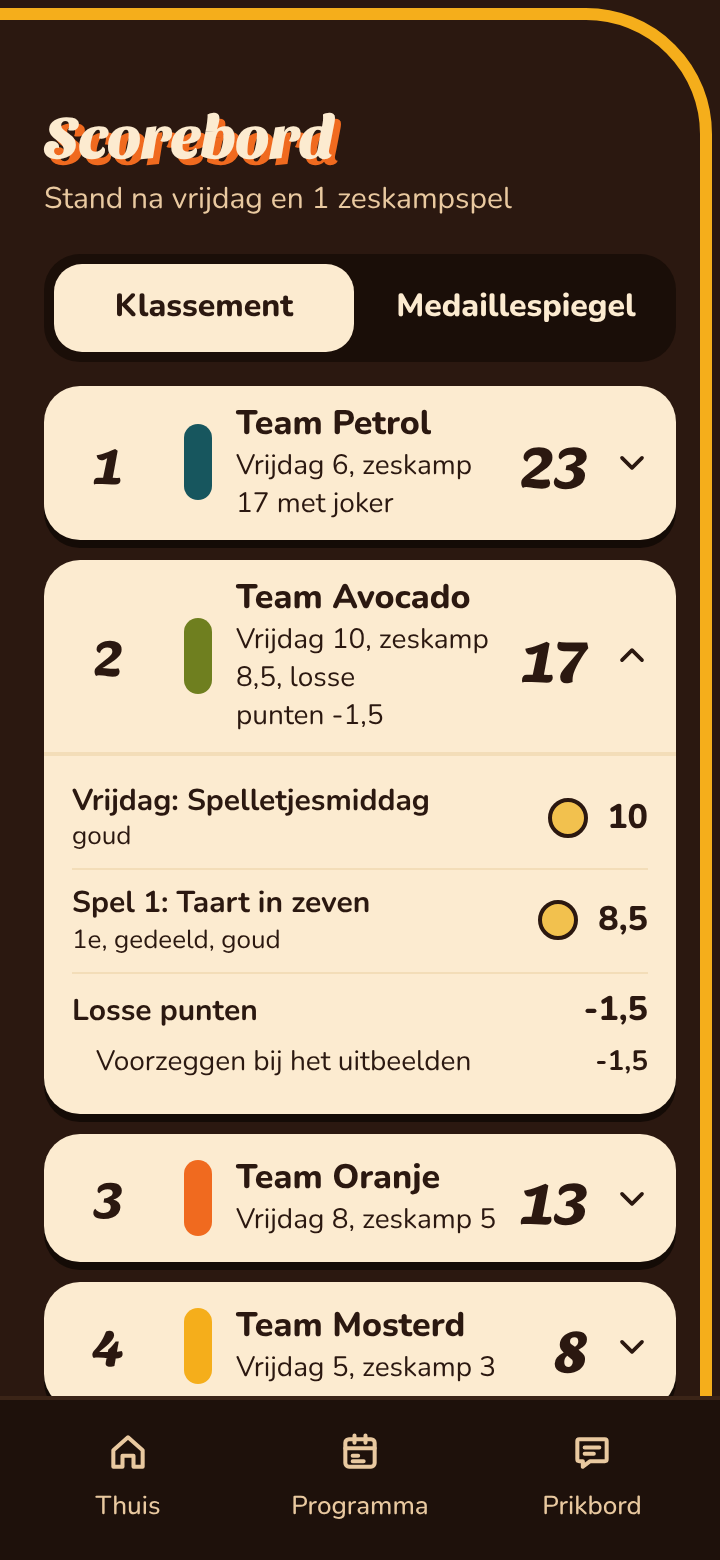 Scorebord
Stand na vrijdag en 1 zeskampspel
Klassement
Medaillespiegel
1
Team Petrol
Vrijdag 6, zeskamp
17 met joker
23
2
Team Avocado
Vrijdag 10, zeskamp
8,5, losse
punten -1,5
17
Vrijdag: Spelletjesmiddag
goud
10
Spel 1: Taart in zeven
1e, gedeeld, goud
8,5
Losse punten
-1,5
Voorzeggen bij het uitbeelden
-1,5
3
Team Oranje
Vrijdag 8, zeskamp 5
13
4
Team Mosterd
Vrijdag 5, zeskamp 3
8
Thuis
Programma
Prikbord